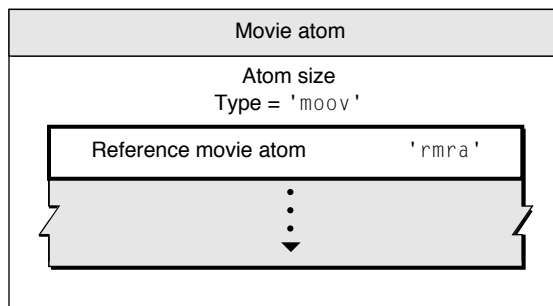 Movie atom
Atom size
Type = 'moov'
Reference movie atom 'rmra'